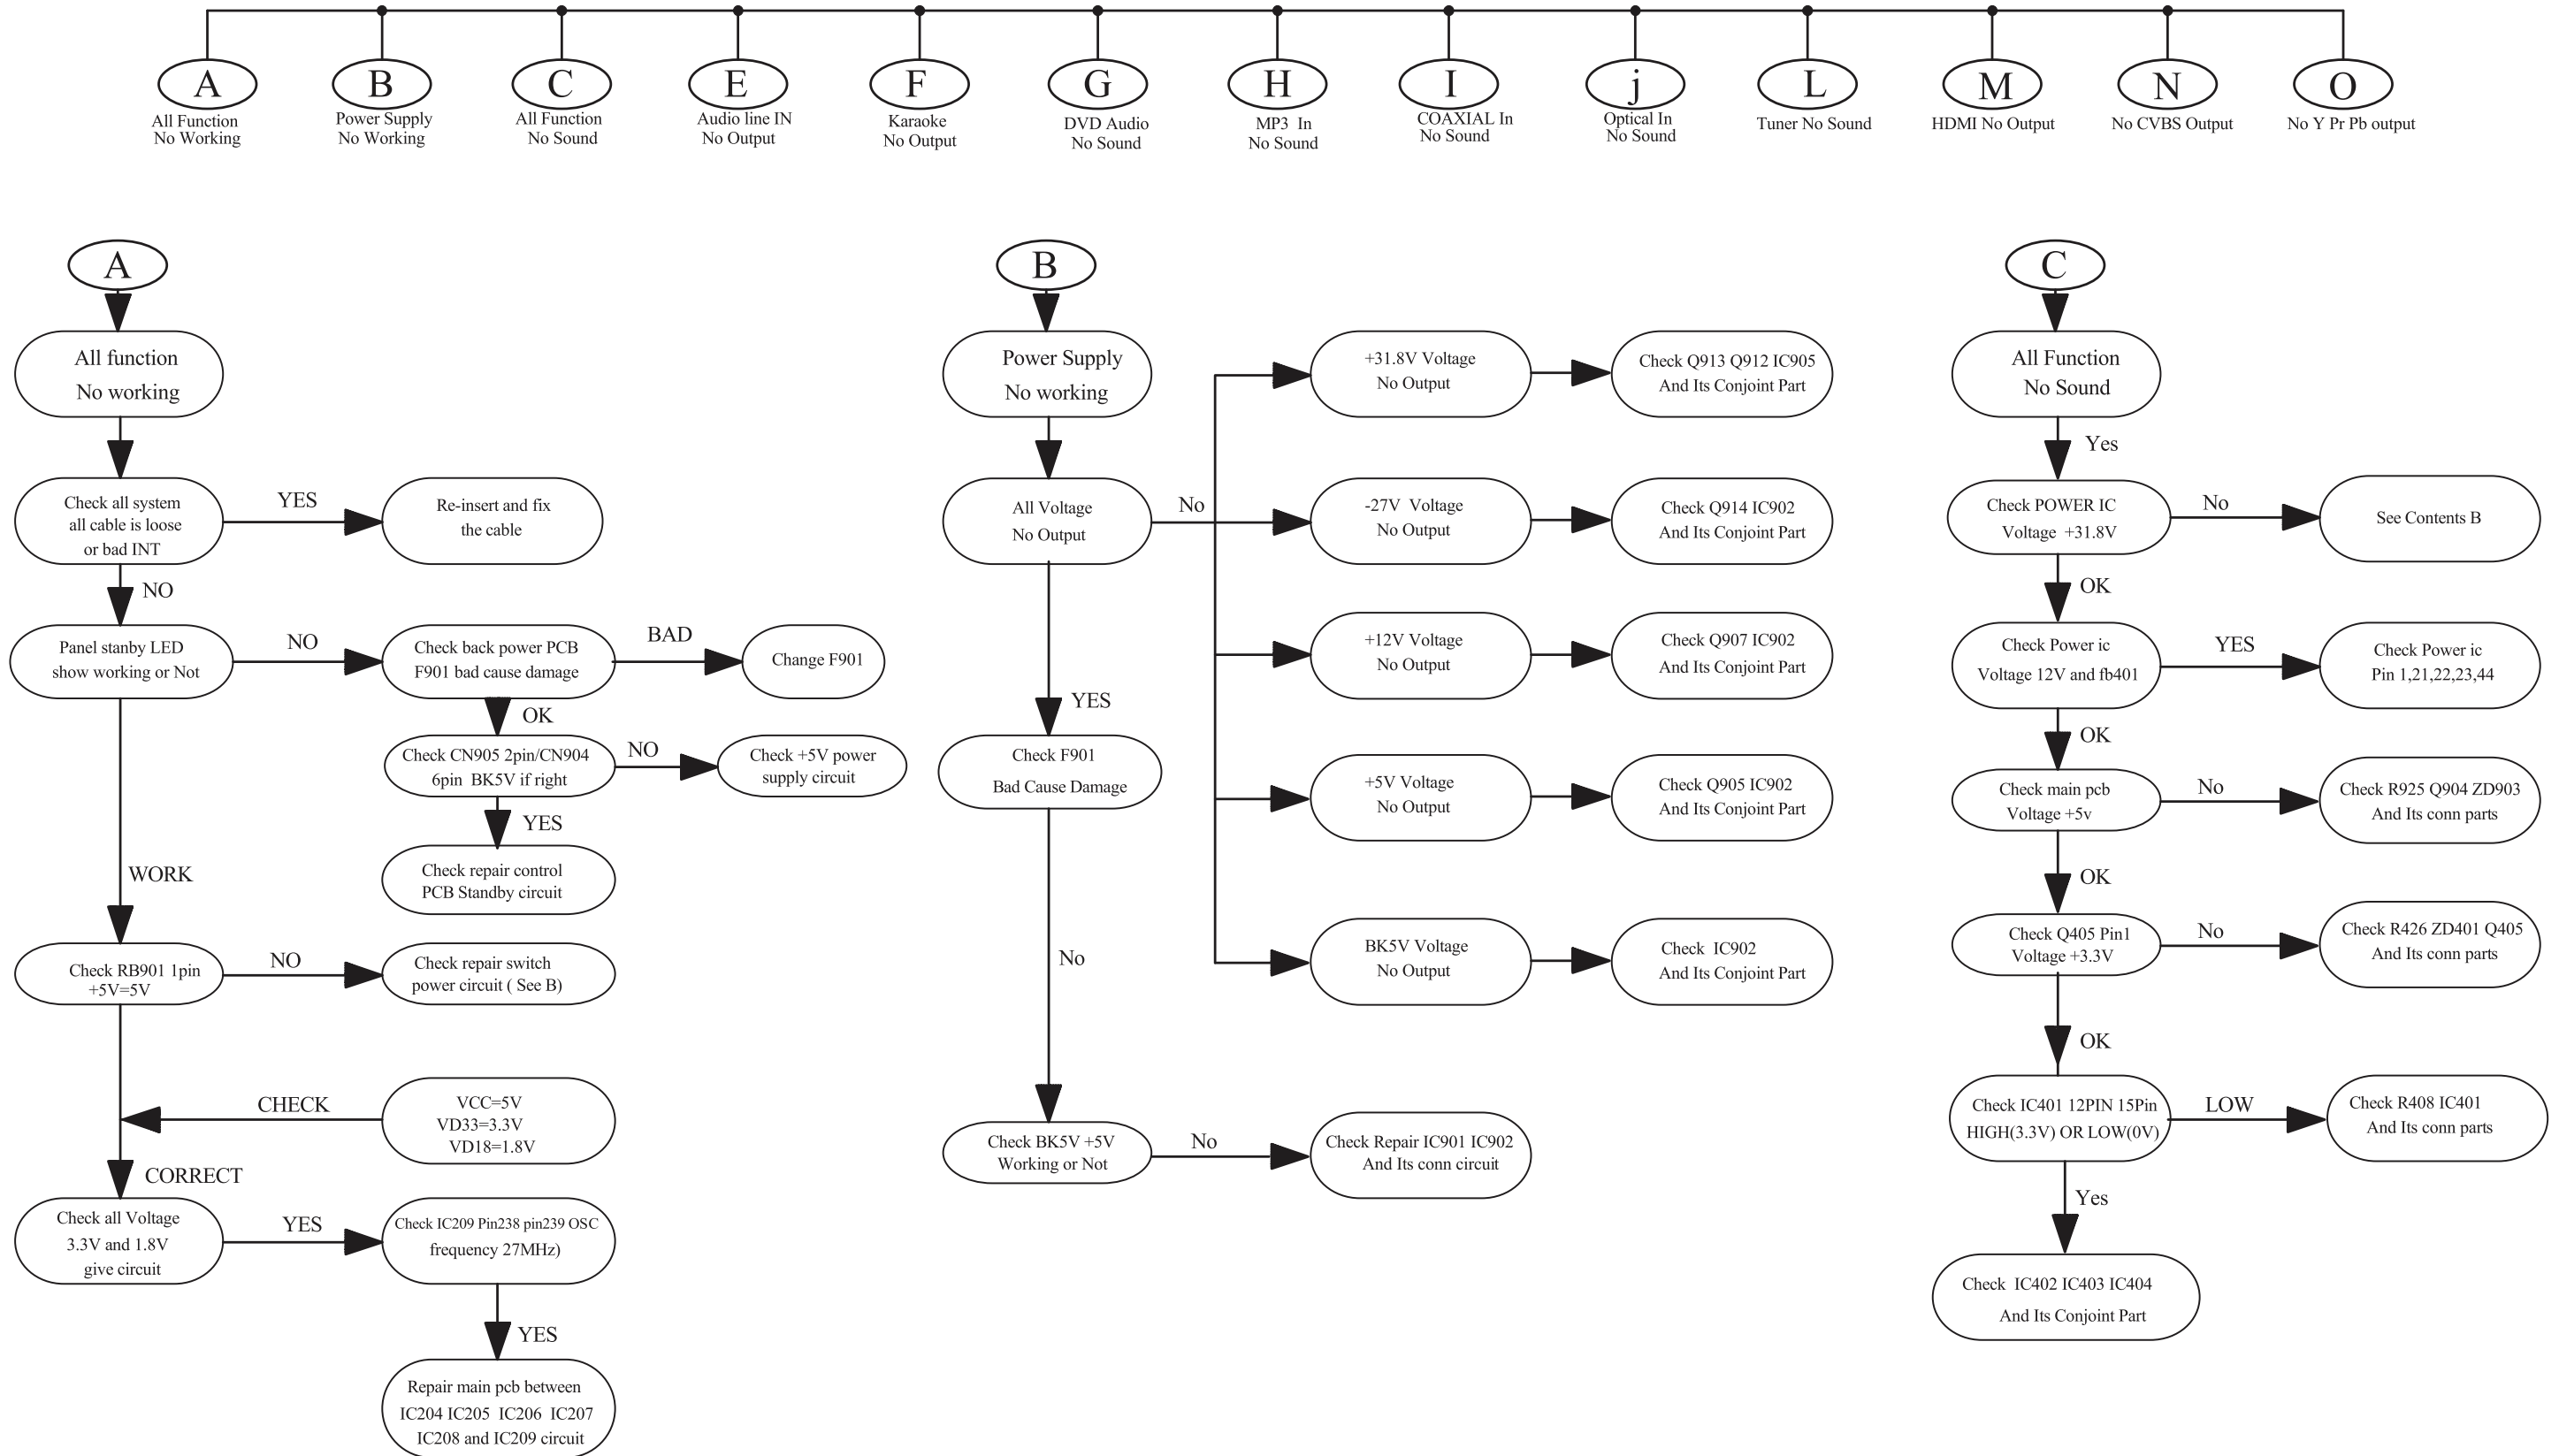 A
B
C
E
F
G
H
I
j
L
M
N
O
All Function
No Working
Power Supply
No Working
All Function
No Sound
Audio line IN
No Output
Karaoke
No Output
DVD Audio
No Sound
MP3 In
No Sound
COAXIAL In
No Sound
Optical In
No Sound
Tuner No Sound
HDMI No Output
No CVBS Output
No Y Pr Pb output
A
All function
No working
Check all system
all cable is loose
or bad INT
YES
Re-insert and fix
the cable
NO
Panel stanby LED
show working or Not
NO
Check back power PCB
F901 bad cause damage
BAD
Change F901
OK
Check CN905 2pin/CN904
6pin BK5V if right
NO
Check +5V power
supply circuit
YES
Check repair control
PCB Standby circuit
WORK
Check RB901 1pin
+5V=5V
NO
Check repair switch
power circuit ( See B)
CHECK
VCC=5V
VD33=3.3V
VD18=1.8V
CORRECT
Check all Voltage
3.3V and 1.8V
give circuit
YES
Check IC209 Pin238 pin239 OSC
frequency 27MHz)
YES
Repair main pcb between
IC204 IC205 IC206 IC207
IC208 and IC209 circuit
B
Power Supply
No working
All Voltage
No Output
No
+31.8V Voltage
No Output
Check Q913 Q912 IC905
And Its Conjoint Part
-27V Voltage
No Output
Check Q914 IC902
And Its Conjoint Part
+12V Voltage
No Output
Check Q907 IC902
And Its Conjoint Part
+5V Voltage
No Output
Check Q905 IC902
And Its Conjoint Part
BK5V Voltage
No Output
Check IC902
And Its Conjoint Part
YES
Check F901
Bad Cause Damage
No
Check BK5V +5V
Working or Not
No
Check Repair IC901 IC902
And Its conn circuit
C
All Function
No Sound
Yes
Check POWER IC
Voltage +31.8V
No
See Contents B
OK
Check Power ic
Voltage 12V and fb401
YES
Check Power ic
Pin 1,21,22,23,44
OK
Check main pcb
Voltage +5v
No
Check R925 Q904 ZD903
And Its conn parts
OK
Check Q405 Pin1
Voltage +3.3V
No
Check R426 ZD401 Q405
And Its conn parts
OK
Check IC401 12PIN 15Pin
HIGH(3.3V) OR LOW(0V)
LOW
Check R408 IC401
And Its conn parts
Yes
Check IC402 IC403 IC404
And Its Conjoint Part